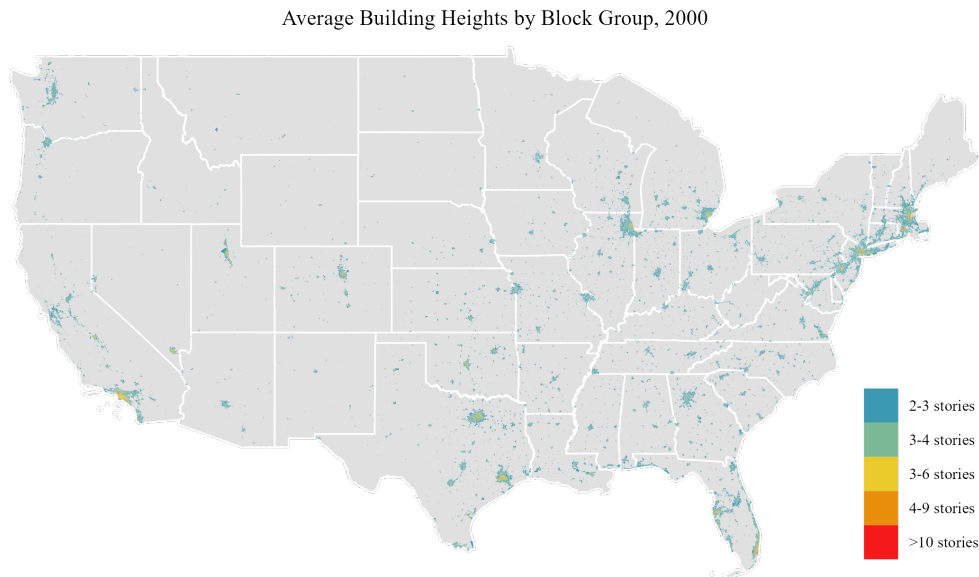 Average Building Heights by Block Group, 2000
2-3 stories
3-4 stories
3-6 stories
4-9 stories
>10 stories